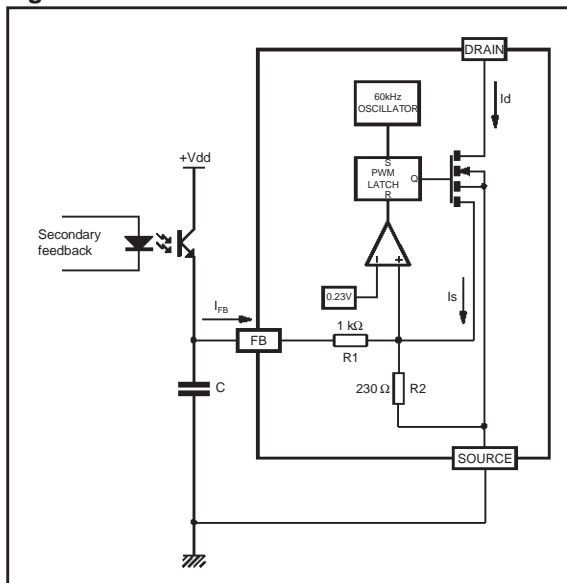 DRAIN
60kHz
OSCILLATOR
Id
+Vdd
S
PWM
LATCH
Q
R
Secondary
feedback
0.23V
Is
IFB
1 kΩ
FB
R1
230 Ω
R2
C
SOURCE